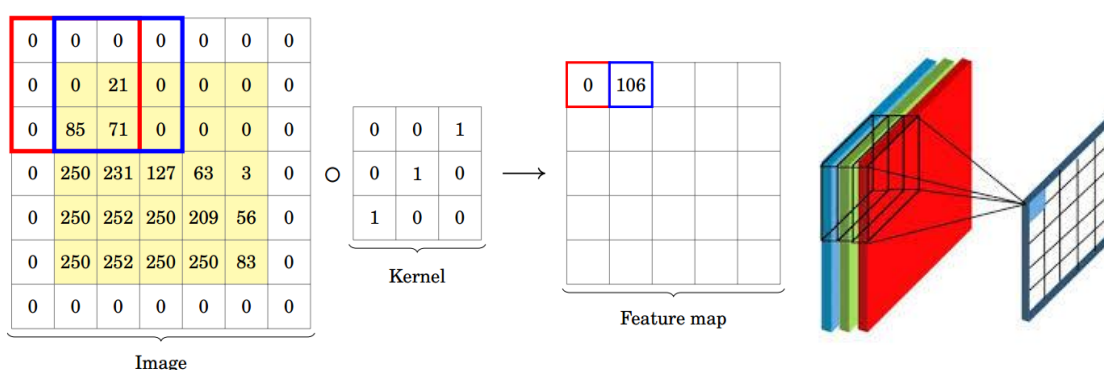 0 0 0 0 0 0 0
0 0 21 0 0 0 0
0 85 71 0 0 0 0
0 250 231 127 63 3 0
0 250 252 250 209 56 0
0 250 252 250 250 83 0
0 0 0 0 0 0 0
Image
0 0 1
0 1 0
1 0 0
Kernel
0 106
Feature map